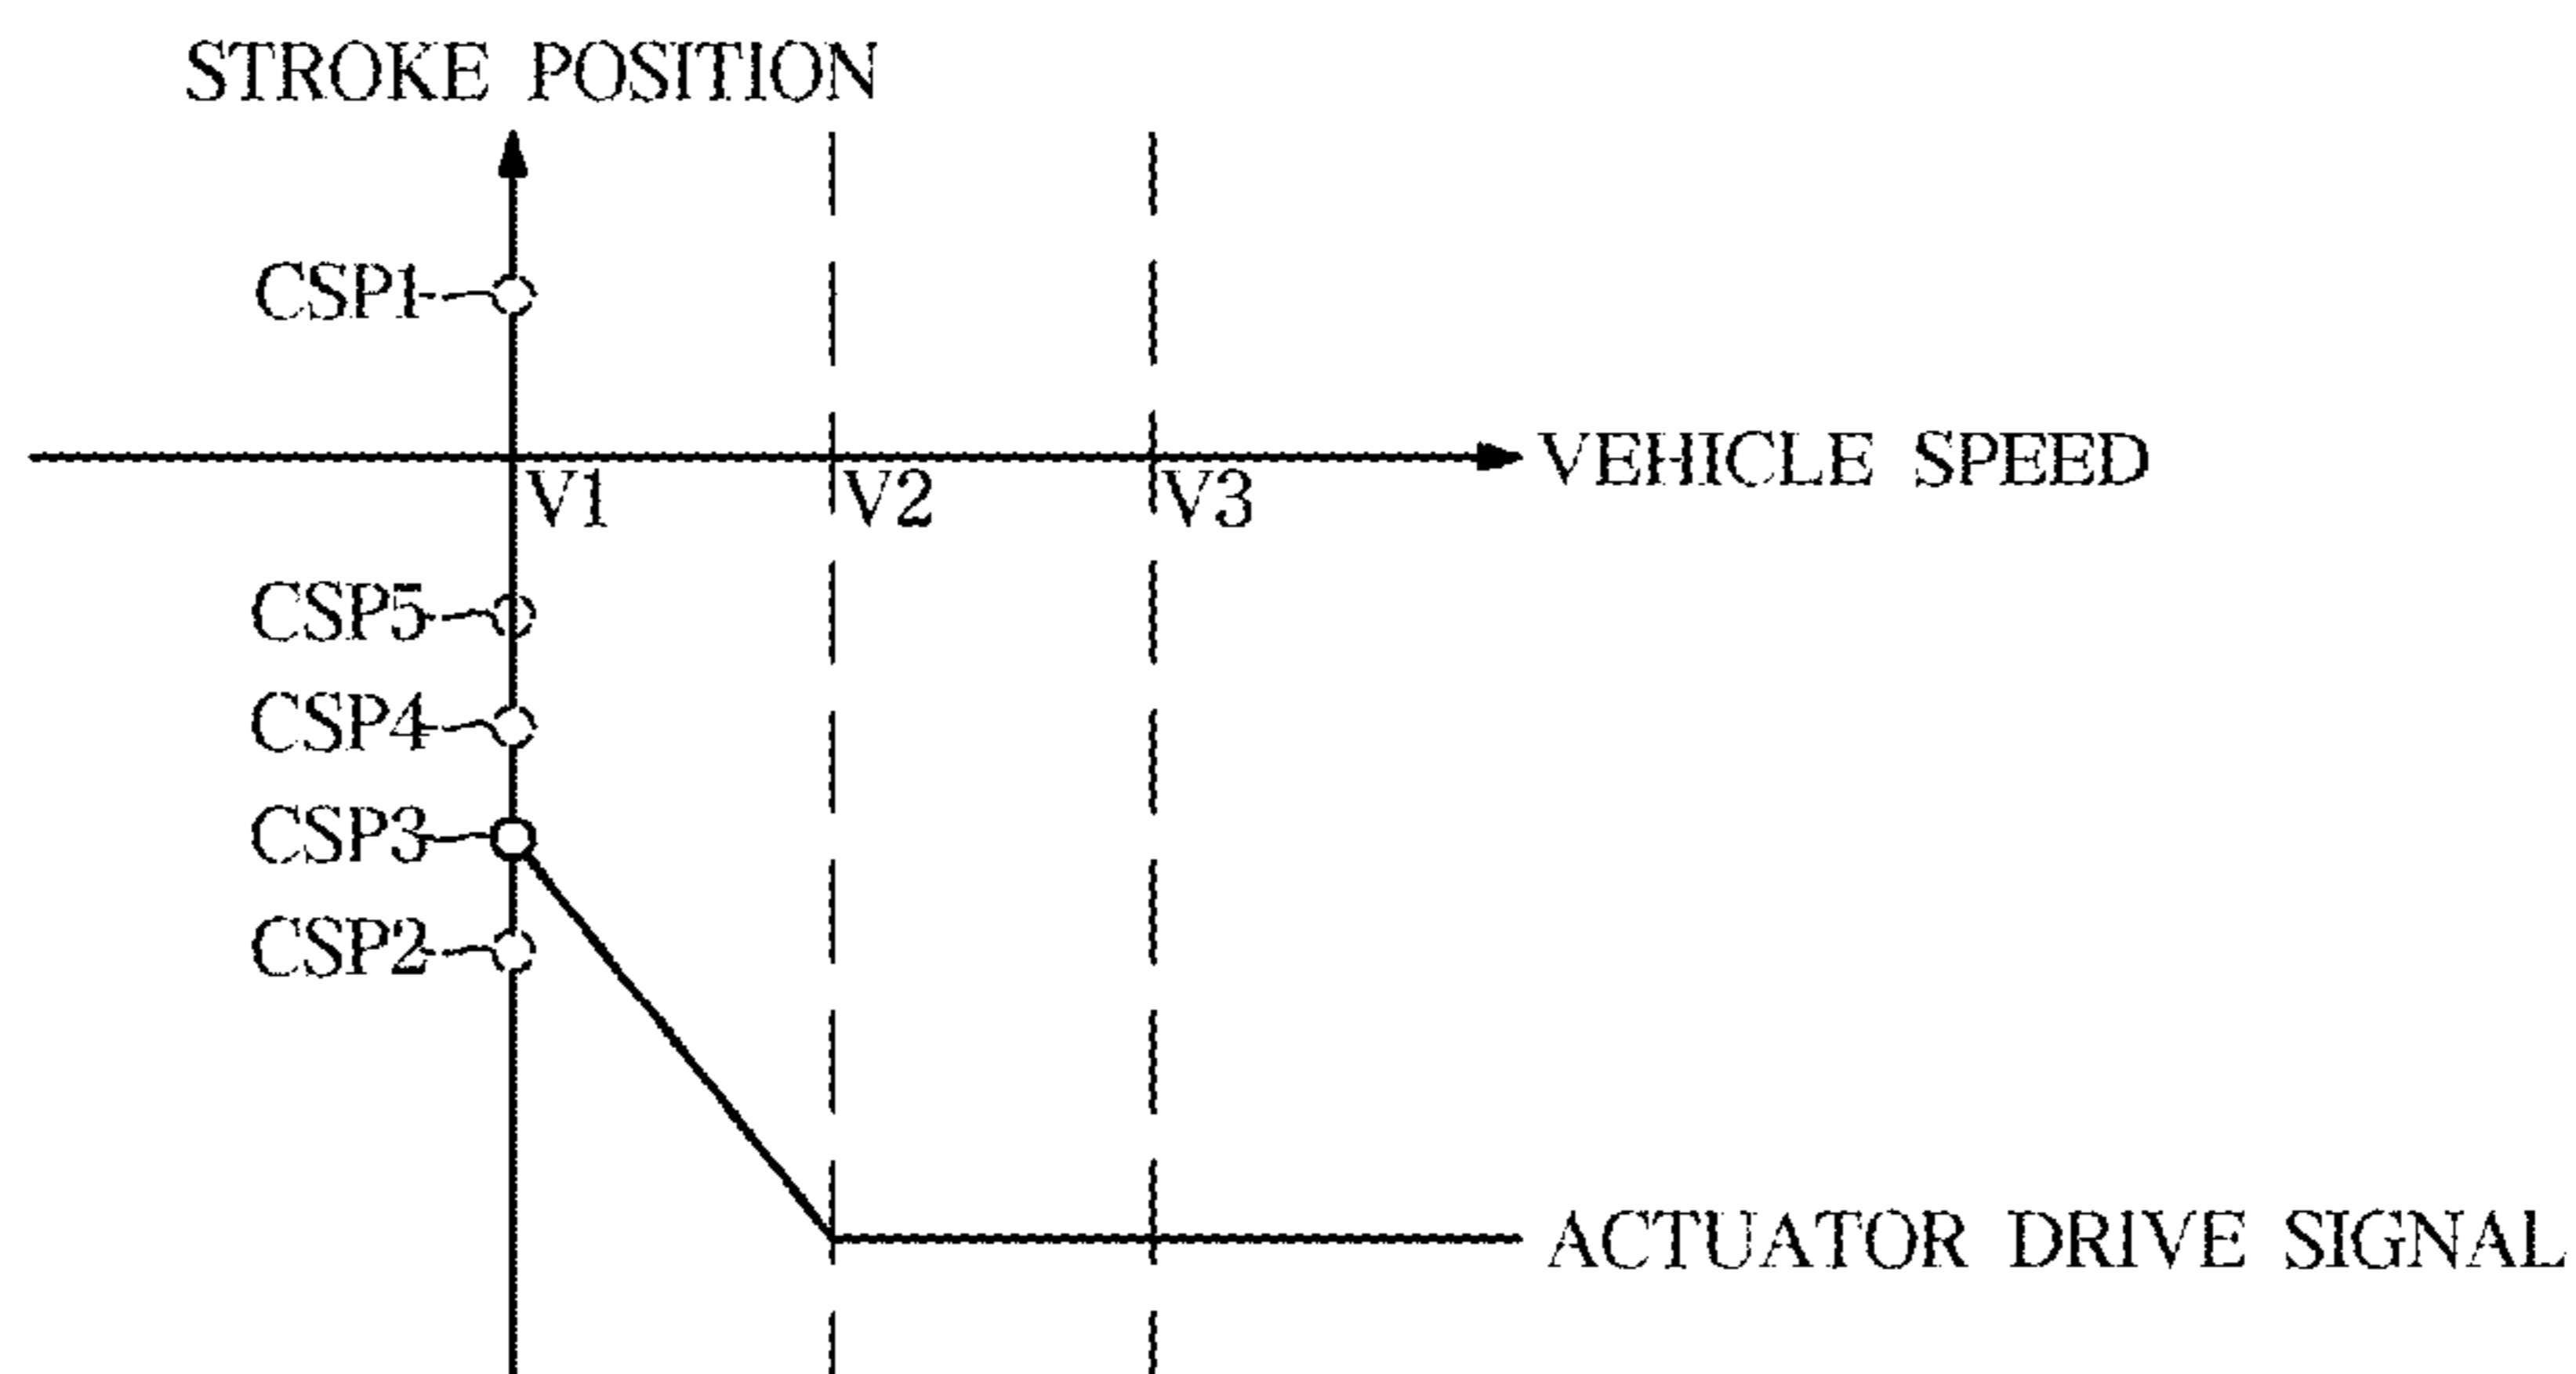 STROKE POSITION
CSP1
VEHICLE SPEED
V1
V2
V3
CSP5
CSP4
CSP3
CSP2
ACTUATOR DRIVE SIGNAL